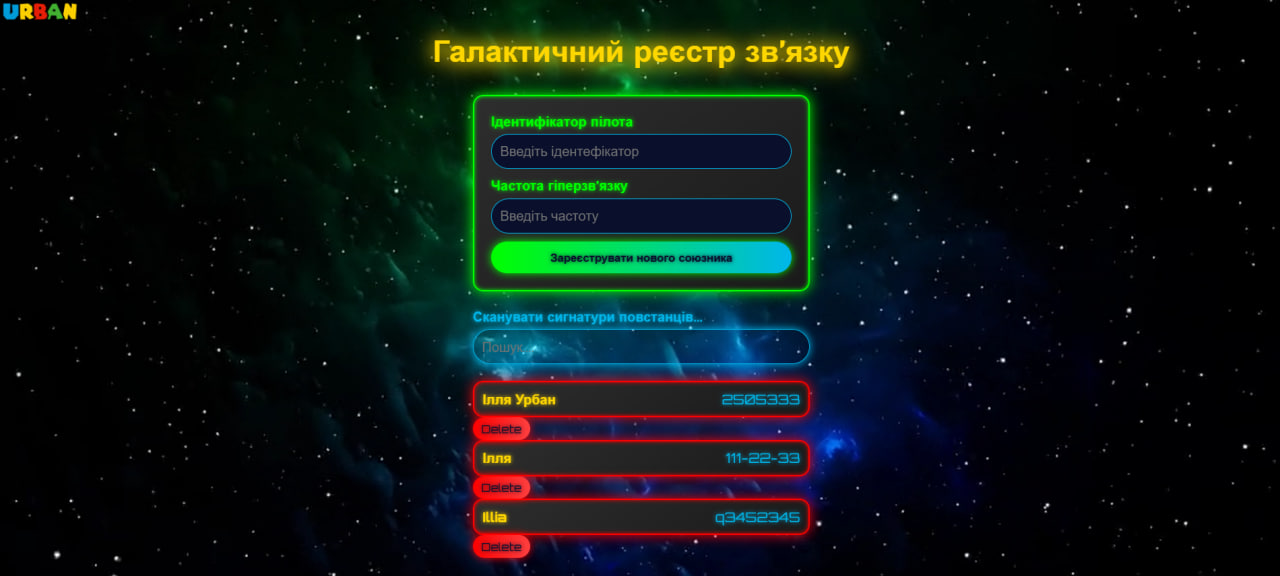 URBAN
Галактичний реєстр зв'язку
Ідентифікатор пілота
Введіть ідентефікатор
Частота гіперзв'язку
Введіть частоту
Зареєструвати нового союзника
Сканувати сигнатури повстанців...
Пошук...
Ілля Урбан 2505333
Delete
Ілля 111-22-33
Delete
Illia q3452345
Delete